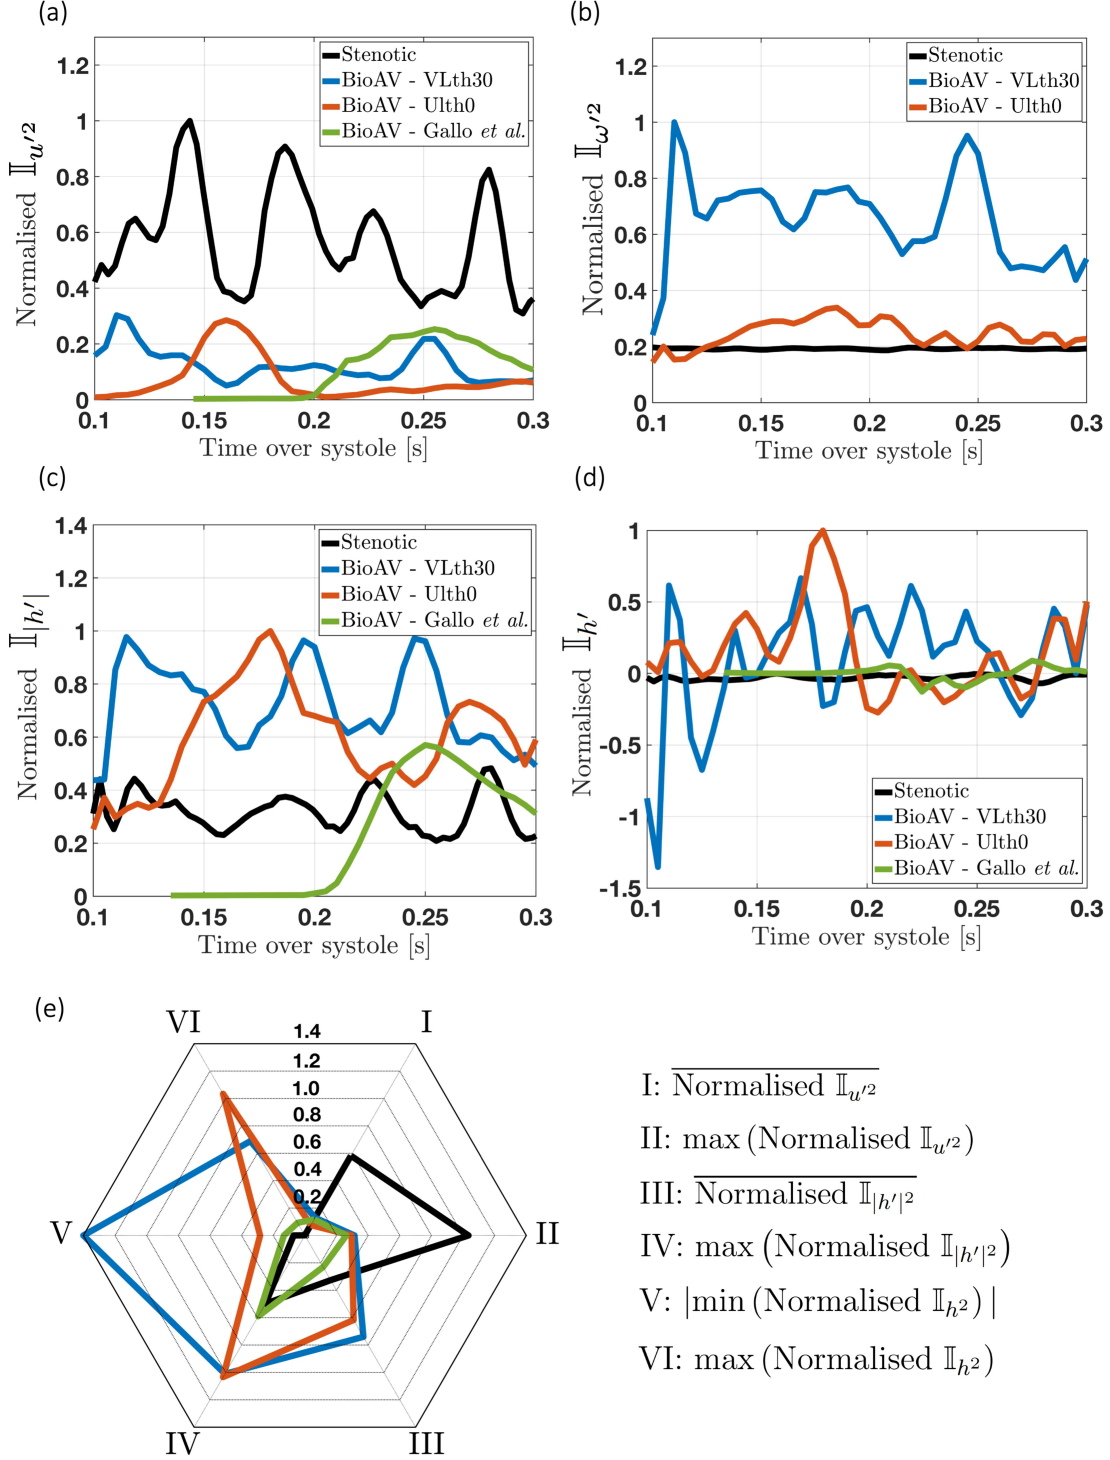 (a)
Normalised 𝕀u′2
1.2
1
0.8
0.6
0.4
0.2
0
0.1 0.15 0.2 0.25 0.3
Time over systole [s]
Stenotic
BioAV - VLth30
BioAV - Ulth0
BioAV - Gallo et al.
(b)
Normalised 𝕀ω′2
1.2
1
0.8
0.6
0.4
0.2
0
0.1 0.15 0.2 0.25 0.3
Time over systole [s]
Stenotic
BioAV - VLth30
BioAV - Ulth0
(c)
Normalised 𝕀|h′|
1.4
1.2
1
0.8
0.6
0.4
0.2
0
0.1 0.15 0.2 0.25 0.3
Time over systole [s]
Stenotic
BioAV - VLth30
BioAV - Ulth0
BioAV - Gallo et al.
(d)
Normalised 𝕀h′
1
0.5
0
-0.5
-1
-1.5
0.1 0.15 0.2 0.25 0.3
Time over systole [s]
Stenotic
BioAV - VLth30
BioAV - Ulth0
BioAV - Gallo et al.
(e)
VI
I
1.4
1.2
1.0
0.8
0.6
0.4
0.2
V
II
IV
III
I: Normalised 𝕀u′2
II: max (Normalised 𝕀u′2)
III: Normalised 𝕀|h′|2
IV: max (Normalised 𝕀|h′|2)
V: |min (Normalised 𝕀h2) |
VI: max (Normalised 𝕀h2)